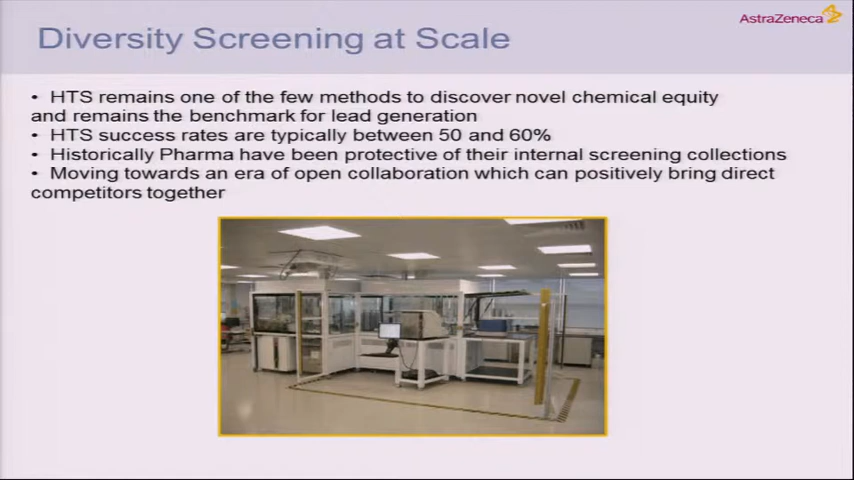 AstraZeneca
Diversity Screening at Scale
• HTS remains one of the few methods to discover novel chemical equity
and remains the benchmark for lead generation
• HTS success rates are typically between 50 and 60%
• Historically Pharma have been protective of their internal screening collections
• Moving towards an era of open collaboration which can positively bring direct
competitors together